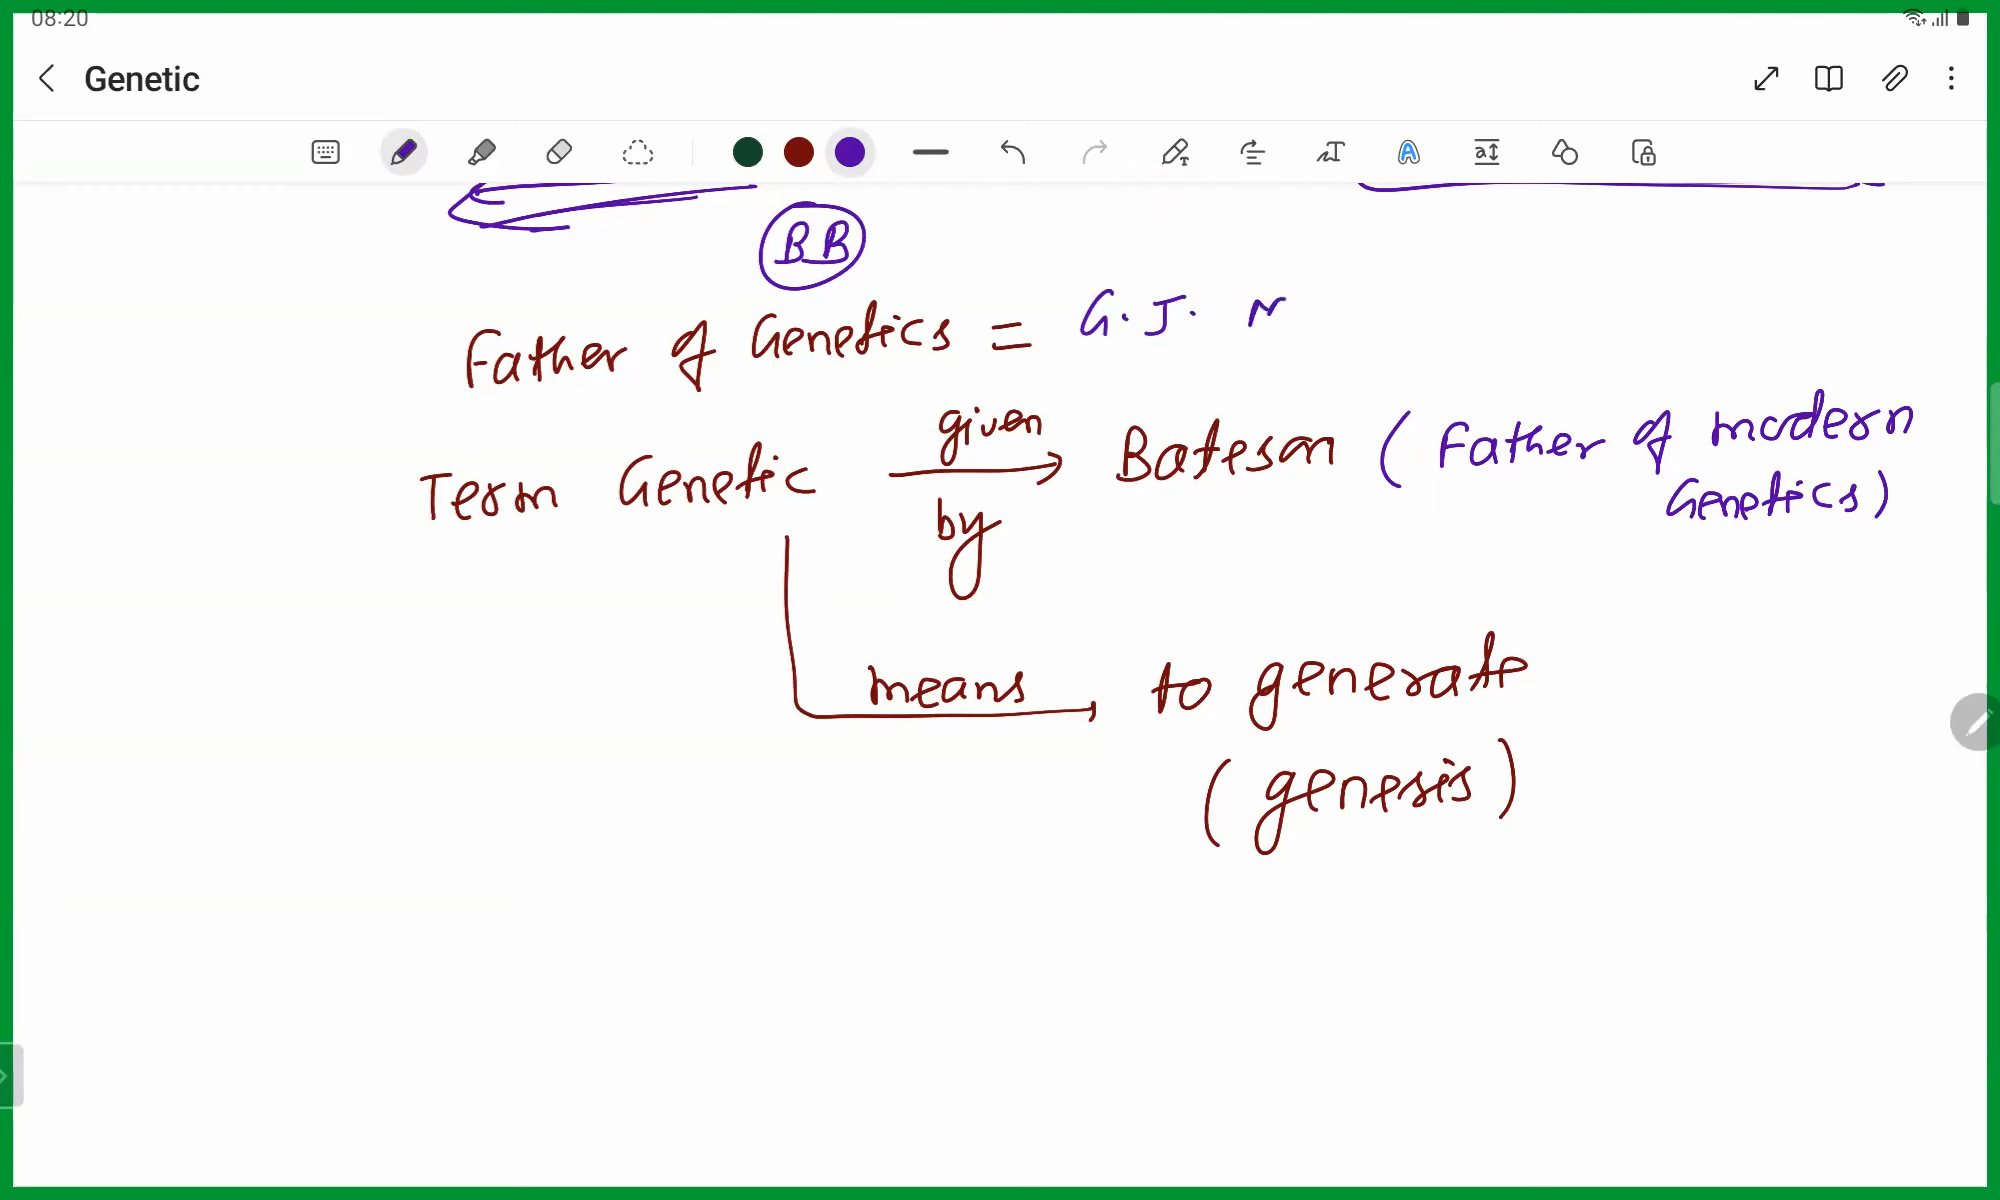 08:20
Genetic
BB
Father of Genetics = G. J. M
Term Genetic given by Bateson (Father of modern
Genetics)
means to generate
(genesis)